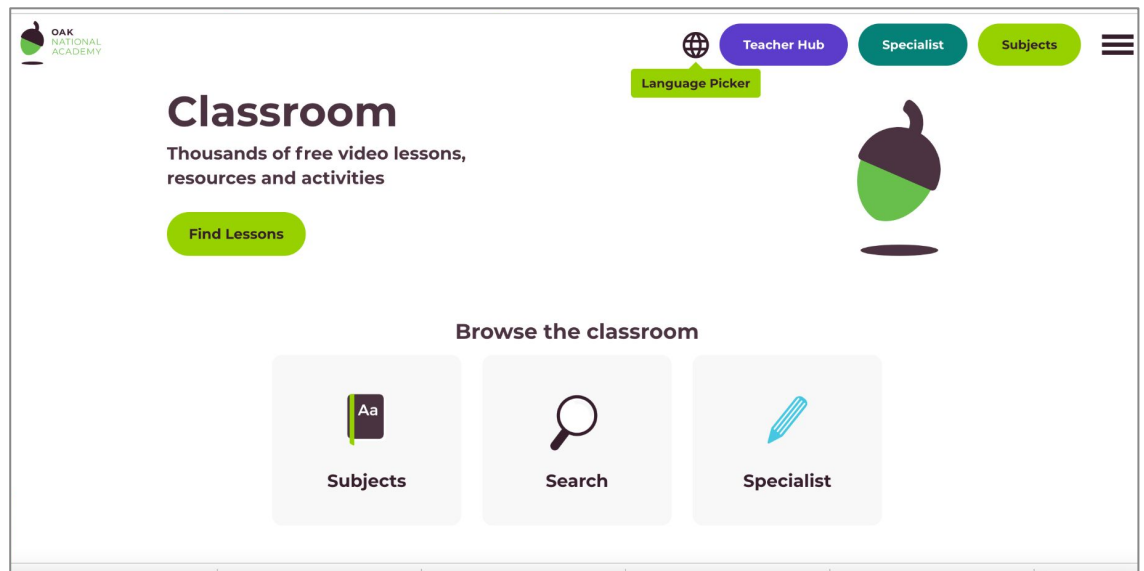 OAK
NATIONAL
ACADEMY
Teacher Hub
Specialist
Subjects
Language Picker
Classroom
Thousands of free video lessons,
resources and activities
Find Lessons
Browse the classroom
Aa
Subjects
Search
Specialist